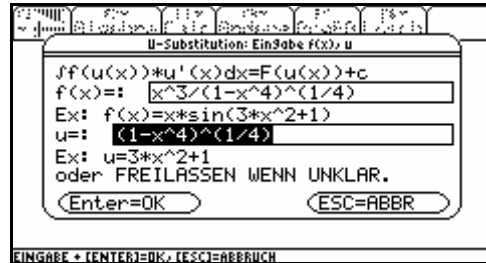 U-Substitution: Eingabe f(x), u
∫f(u(x))*u'(x)dx=F(u(x))+c
f(x)=: x^3/(1-x^4)^(1/4)
Ex: f(x)=x*sin(3*x^2+1)
u=: (1-x^4)^(1/4)
Ex: u=3*x^2+1
oder FREILASSEN WENN UNKLAR.
Enter=OK ESC=ABBR
EINGABE + [ENTER]=OK, [ESC]=ABBRUCH